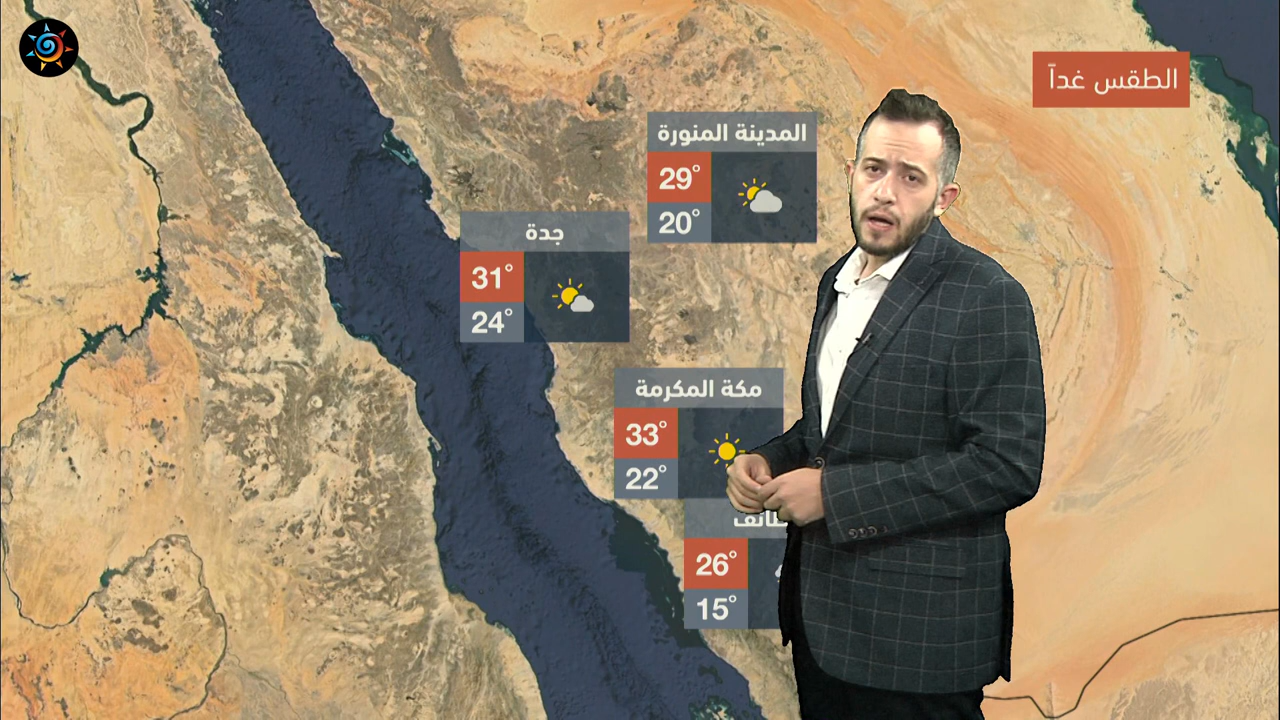 الطقس غداً
المدينة المنورة
29°
20°
جدة
31°
24°
مكة المكرمة
33°
22°
26°
15°